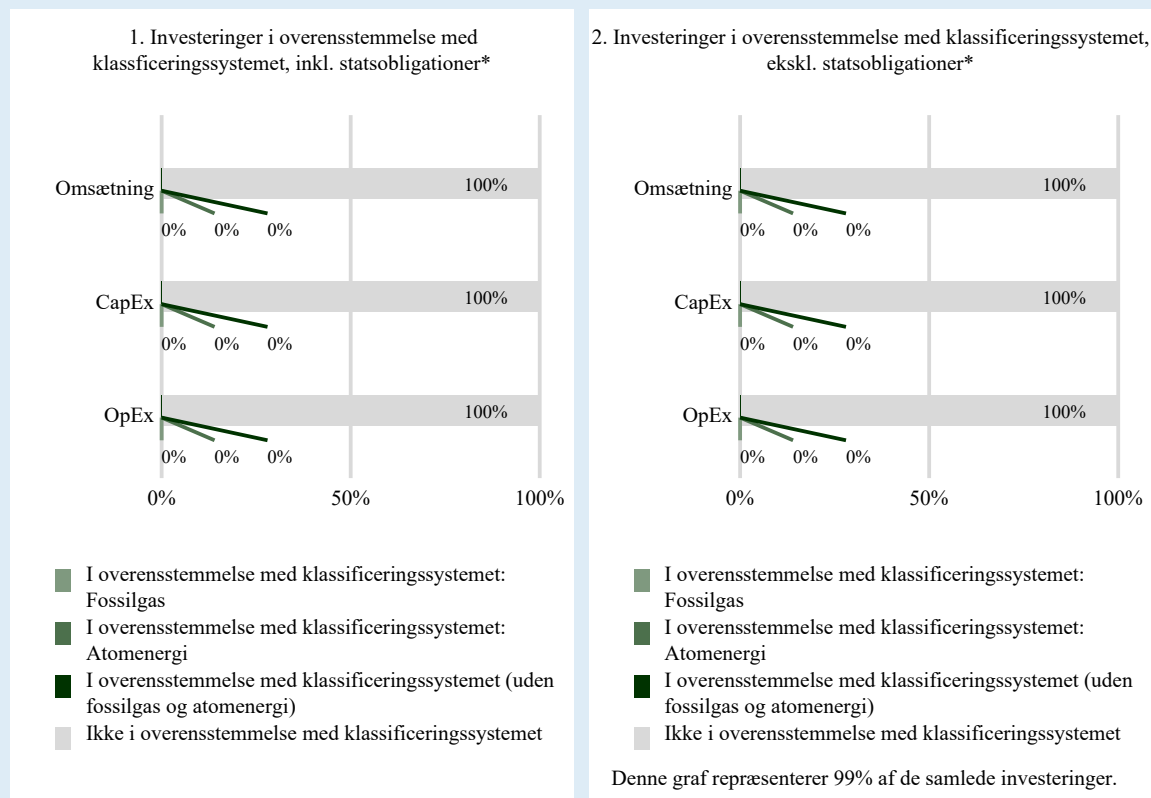 1. Investeringer i overensstemmelse med
klassficeringssystemet, inkl. statsobligationer*
Omsætning
100%
0% 0% 0%
CapEx
100%
0% 0% 0%
OpEx
100%
0% 0% 0%
0% 50% 100%
I overensstemmelse med klassificeringssystemet:
Fossilgas
I overensstemmelse med klassificeringssystemet:
Atomenergi
I overensstemmelse med klassificeringssystemet (uden
fossilgas og atomenergi)
Ikke i overensstemmelse med klassificeringssystemet
2. Investeringer i overensstemmelse med klassificeringssystemet,
ekskl. statsobligationer*
Omsætning
100%
0% 0% 0%
CapEx
100%
0% 0% 0%
OpEx
100%
0% 0% 0%
0% 50% 100%
I overensstemmelse med klassificeringssystemet:
Fossilgas
I overensstemmelse med klassificeringssystemet:
Atomenergi
I overensstemmelse med klassificeringssystemet (uden
fossilgas og atomenergi)
Ikke i overensstemmelse med klassificeringssystemet
Denne graf repræsenterer 99% af de samlede investeringer.